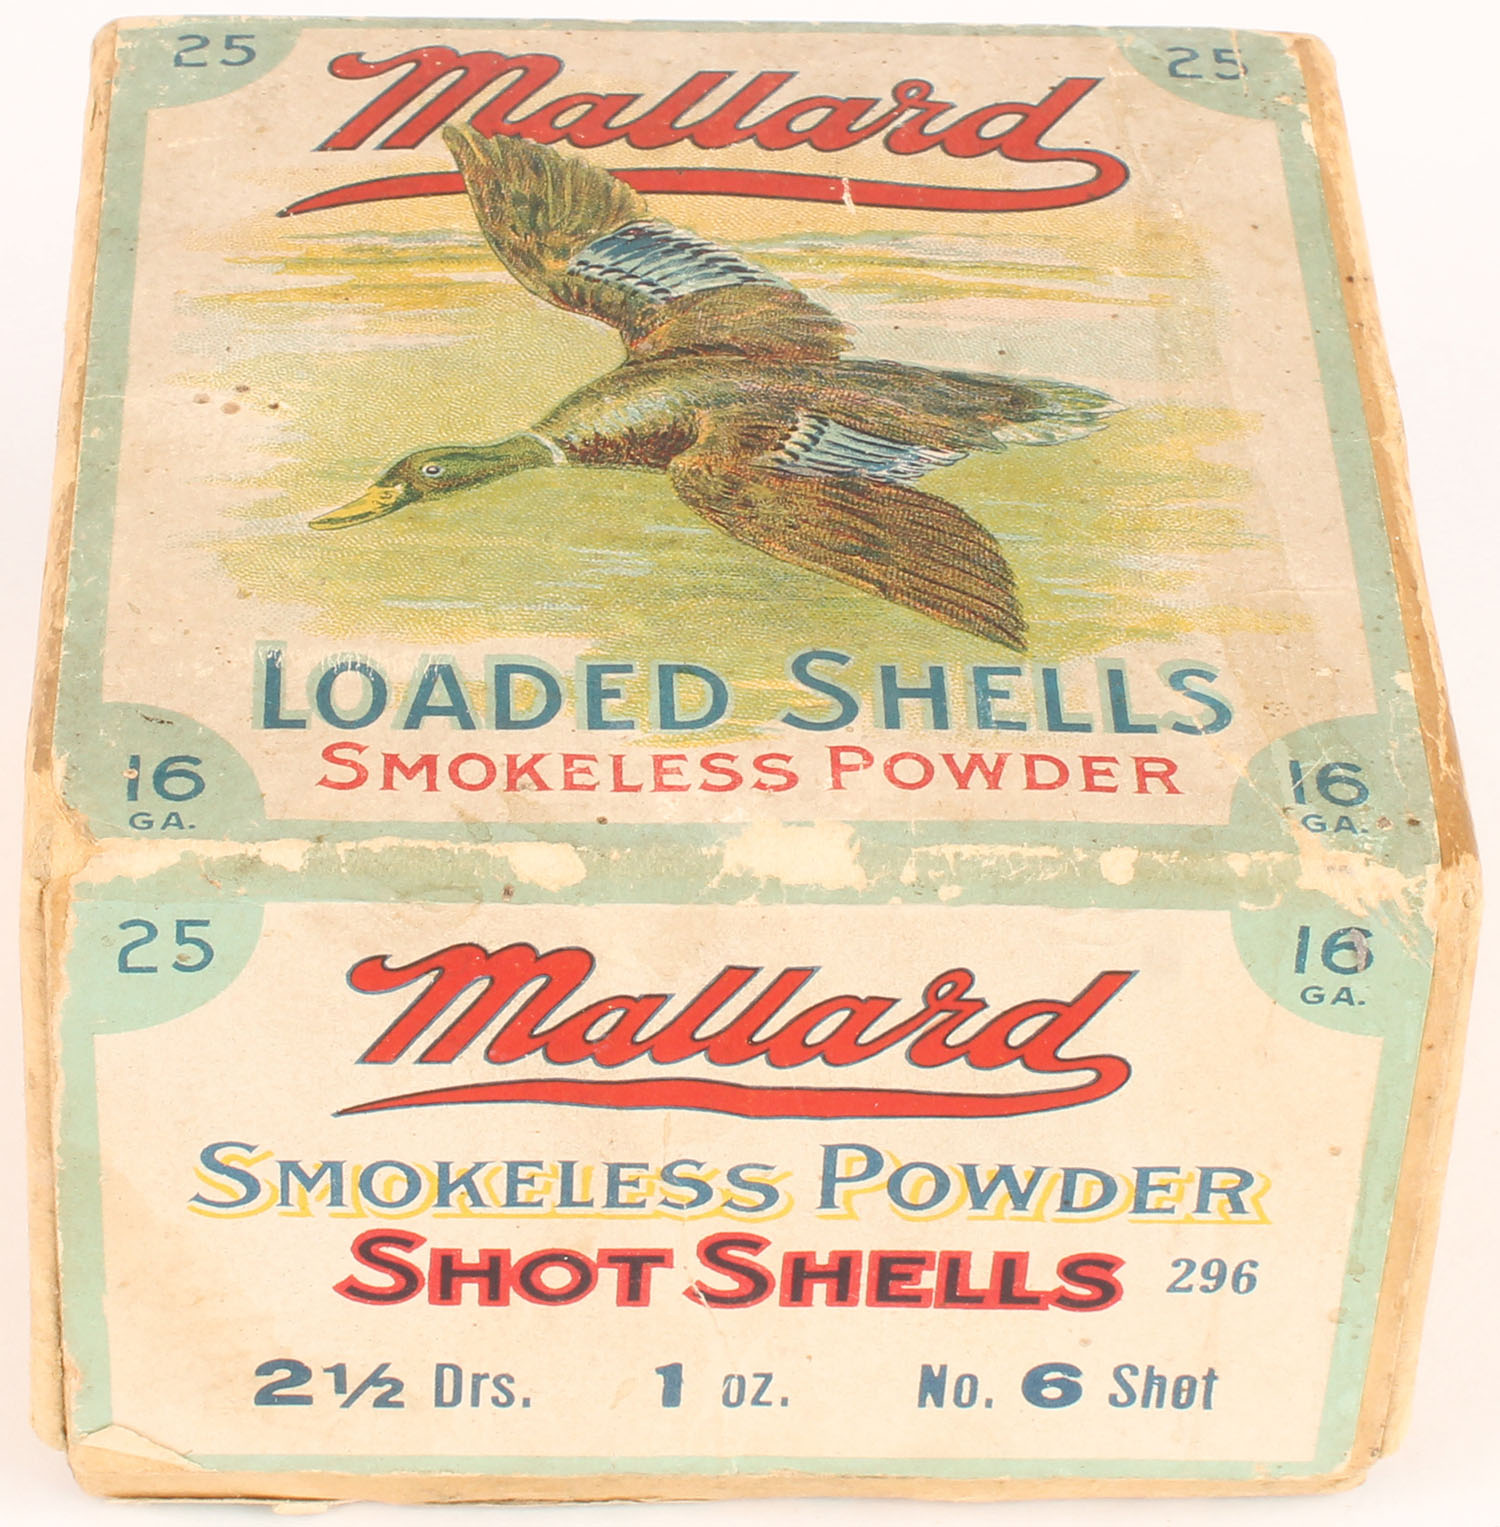 25 25
Mallard
LOADED SHELLS
SMOKELESS POWDER
16 16
GA. GA.
25 16
GA.
Mallard
SMOKELESS POWDER
SHOT SHELLS 296
2½ Drs. 1 oz. No. 6 Shot